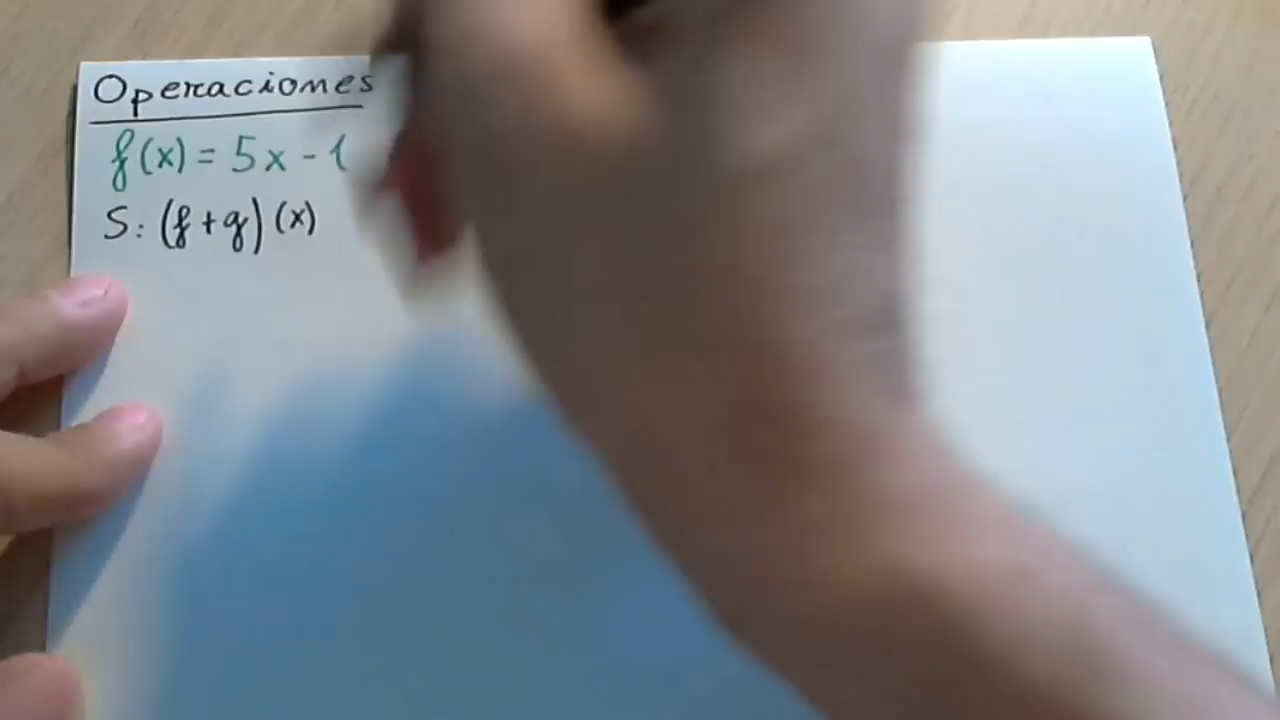 Operaciones
f(x) = 5x - 1
S: (f+g)(x)